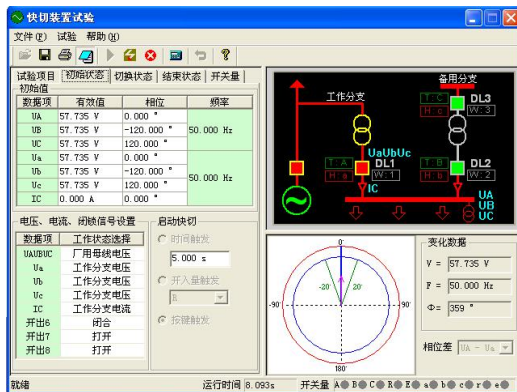 快切装置试验
文件(F) 试验 帮助(H)
试验项目 初始状态 切换状态 结束状态 开关量
初始值
数据项 有效值 相位 频率
UA 57.735 V 0.000 °
UB 57.735 V -120.000 ° 50.000 Hz
UC 57.735 V 120.000 °
Ua 57.735 V 0.000 °
Ub 57.735 V -120.000 ° 50.000 Hz
Uc 57.735 V 120.000 °
IC 0.000 A 0.000 °
电压、电流、闭锁信号设置
数据项 工作状态选择
UAUBUC 厂用母线电压
Ua 工作分支电压
Ub 工作分支电压
Uc 工作分支电压
IC 工作分支电流
开出6 闭合
开出7 打开
开出8 打开
启动快切
时间触发
5.000 s
开入量触发
R
按键触发
备用分支
工作分支
T:C DL3
H:c W:3
UaUbUc
T:A DL1
H:a W:1
T:B DL2
H:b W:2
IC
UA
UB
UC
0°
-20° 20°
-90° 90°
180°
变化数据
V = 57.735 V
F = 50.000 Hz
Φ= 359 °
相位差 UA - Ua
就绪 运行时间 8.093s 开关量 A B C R E a b c r e